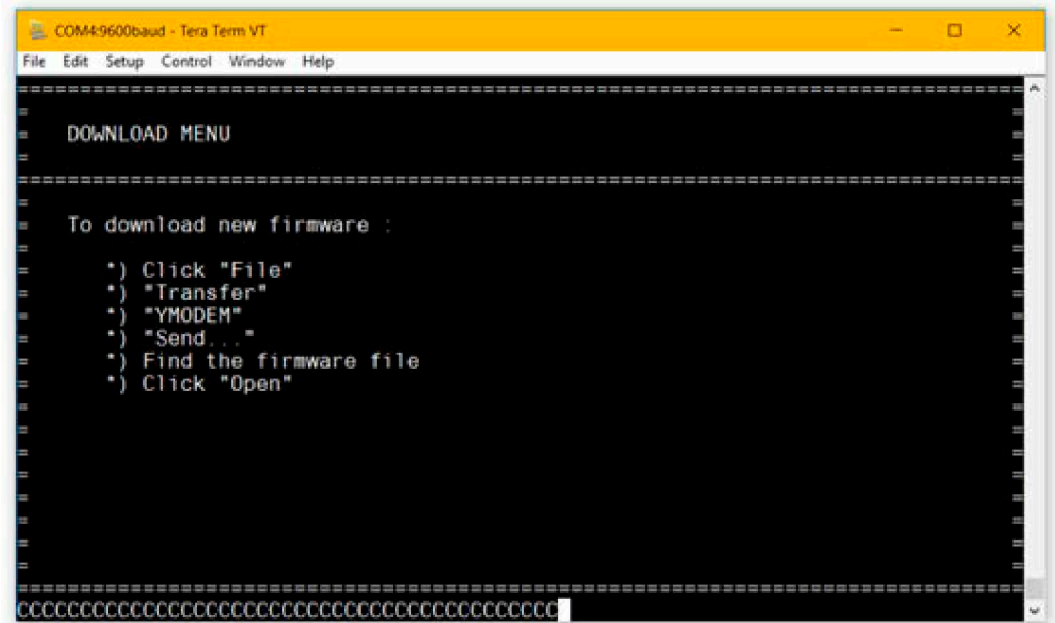 COM4:9600baud - Tera Term VT
File Edit Setup Control Window Help
================================================================================
=                                                                              =
=   DOWNLOAD MENU                                                              =
=                                                                              =
================================================================================
=                                                                              =
=   To download new firmware :                                                 =
=                                                                              =
=      *) Click "File"                                                         =
=      *) "Transfer"                                                           =
=      *) "YMODEM"                                                             =
=      *) "Send..."                                                            =
=      *) Find the firmware file                                               =
=      *) Click "Open"                                                         =
=                                                                              =
=                                                                              =
=                                                                              =
=                                                                              =
=                                                                              =
=                                                                              =
=                                                                              =
=                                                                              =
================================================================================
CCCCCCCCCCCCCCCCCCCCCCCCCCCCCCCCCCCCCCCCCCC